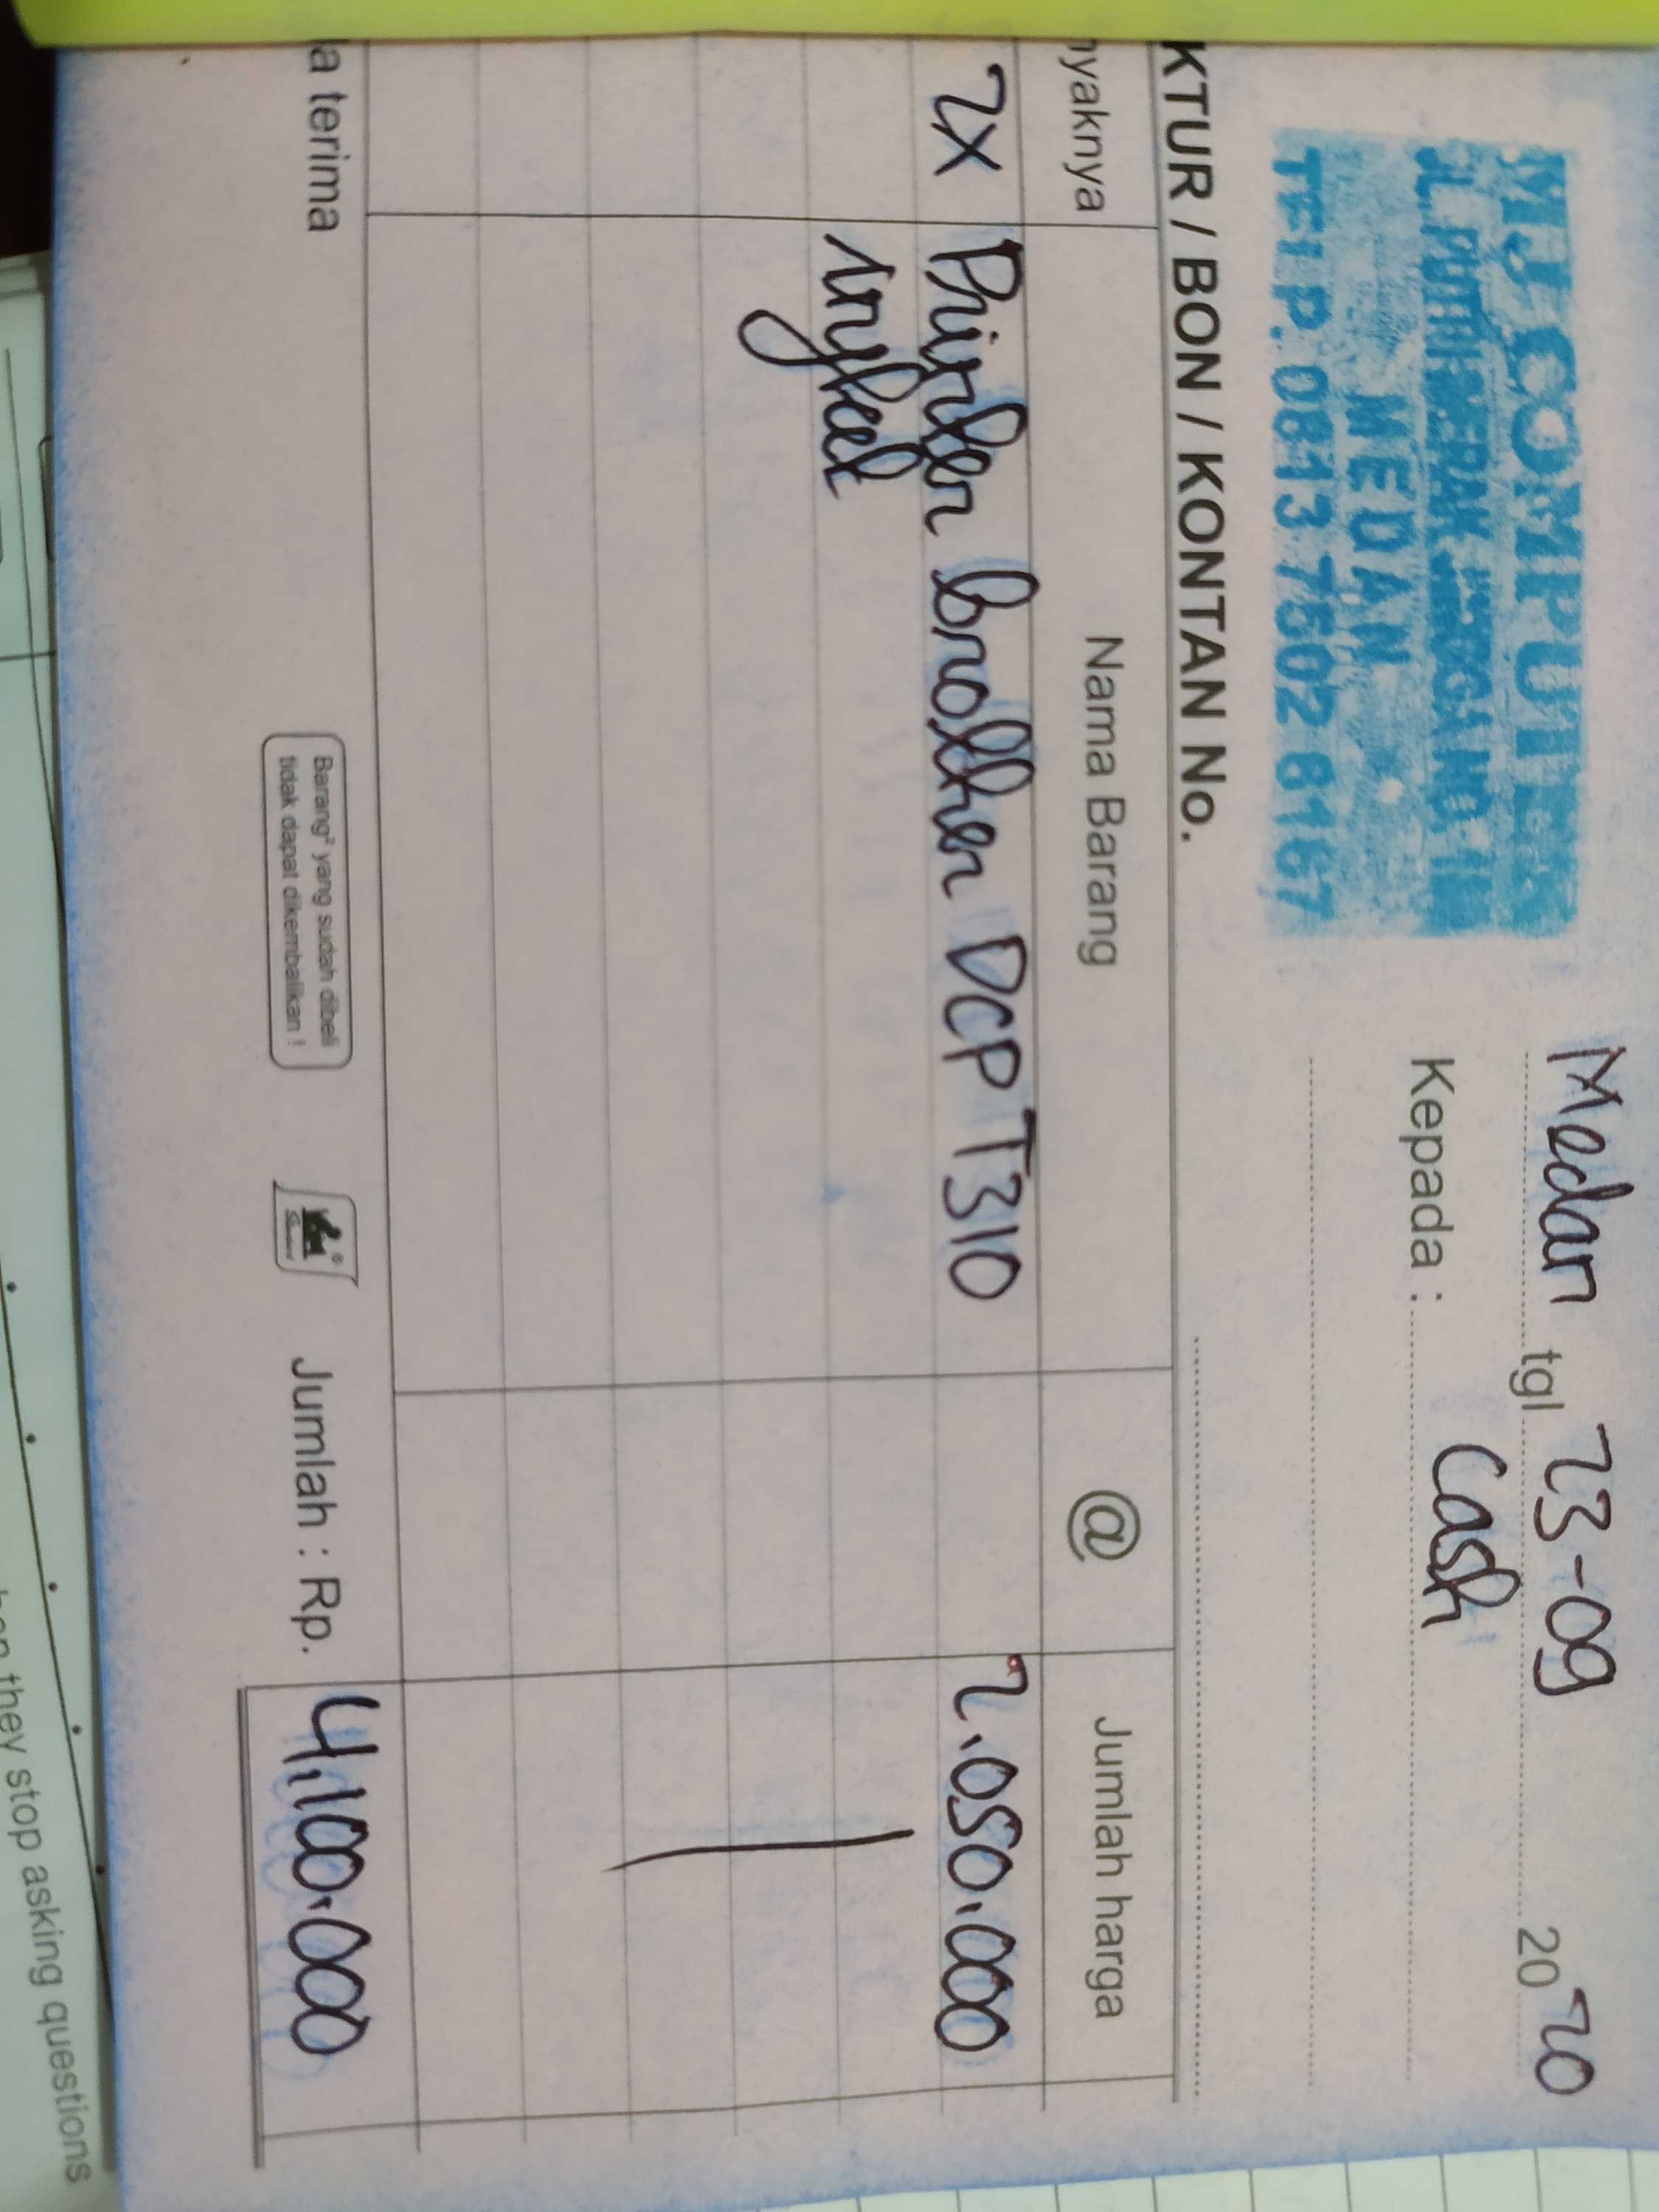 MJ COMPUTER
MEDAN
TELP. 0813 7502 8167
Medan tgl 23-09 2020
Kepada : Cash
KTUR / BON / KONTAN No.
nyaknya Nama Barang @ Jumlah harga
2x Printer brother DCP T310 2.050.000
inyket
a terima
Barang² yang sudah dibeli
tidak dapat dikembalikan !
Jumlah : Rp. 4.100.000
they stop asking questions